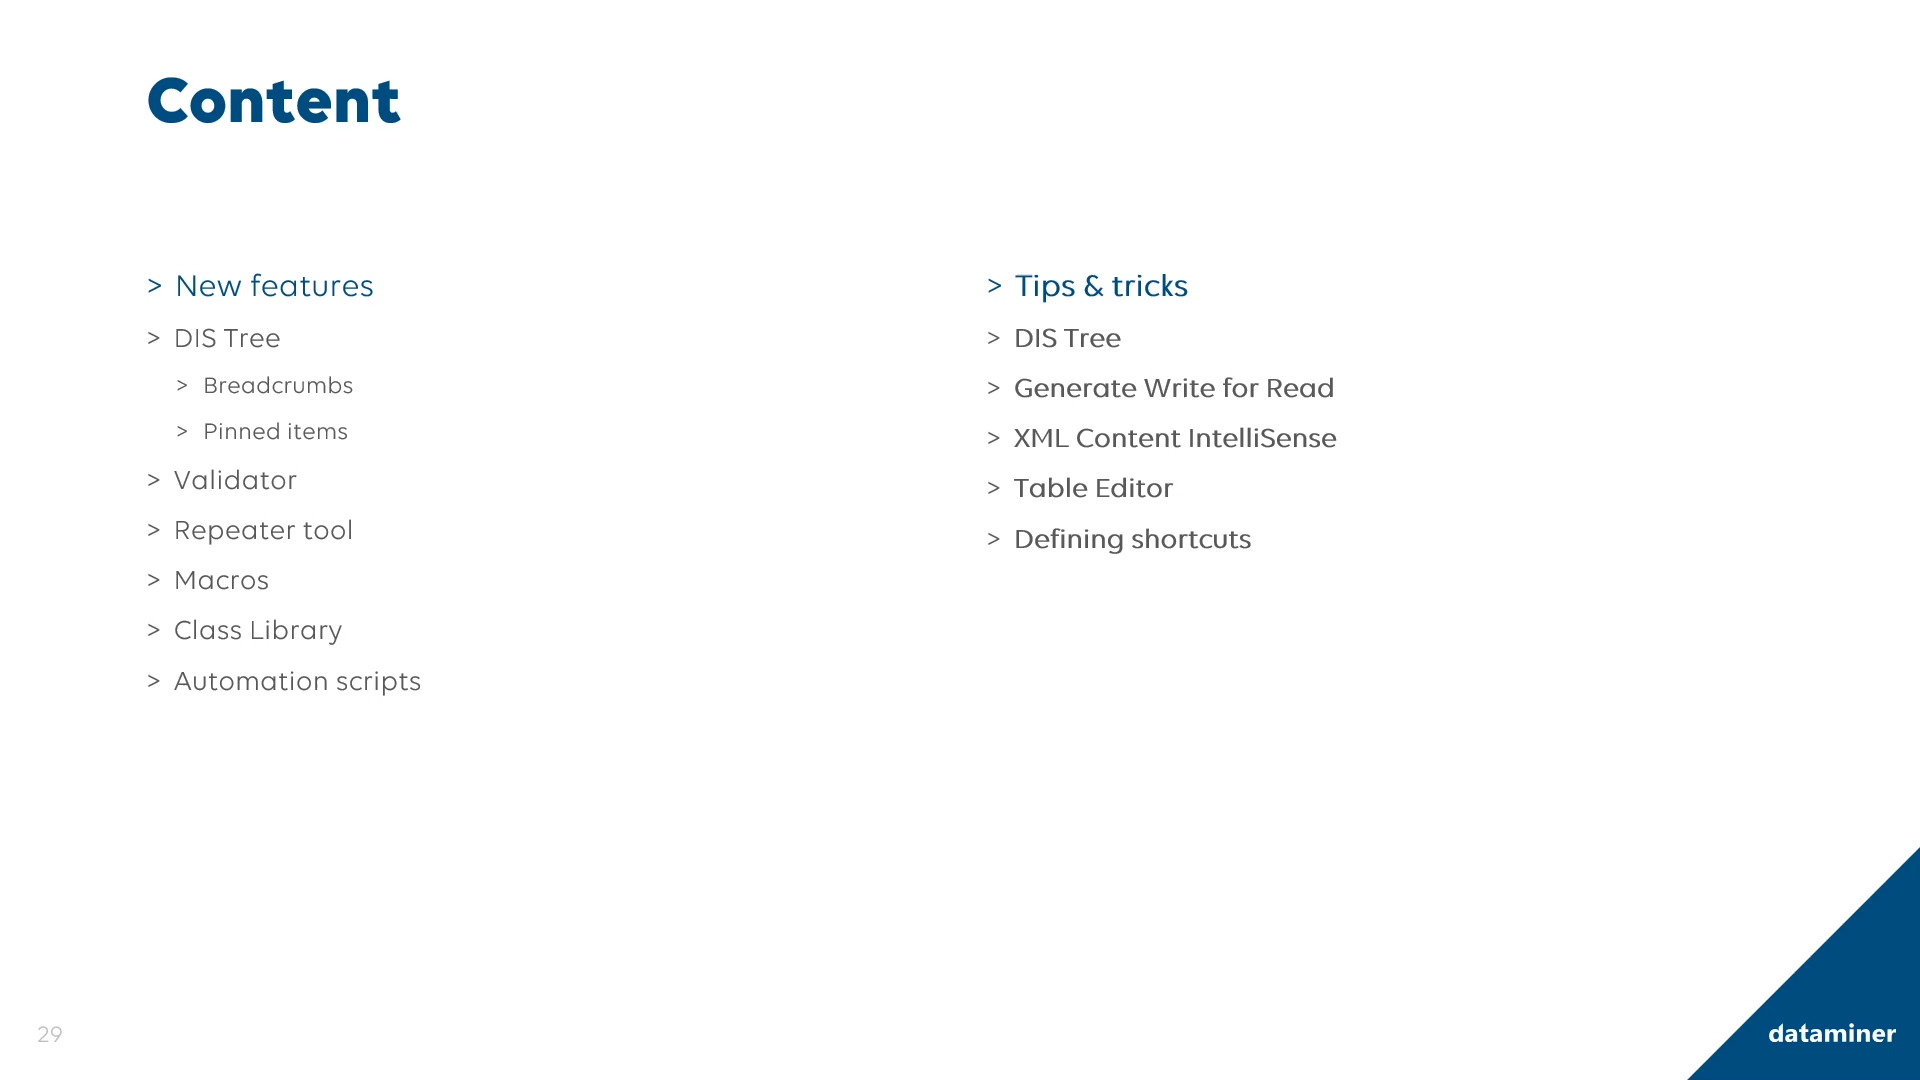 Content
> New features
> DIS Tree
> Breadcrumbs
> Pinned items
> Validator
> Repeater tool
> Macros
> Class Library
> Automation scripts
> Tips & tricks
> DIS Tree
> Generate Write for Read
> XML Content IntelliSense
> Table Editor
> Defining shortcuts
29
dataminer